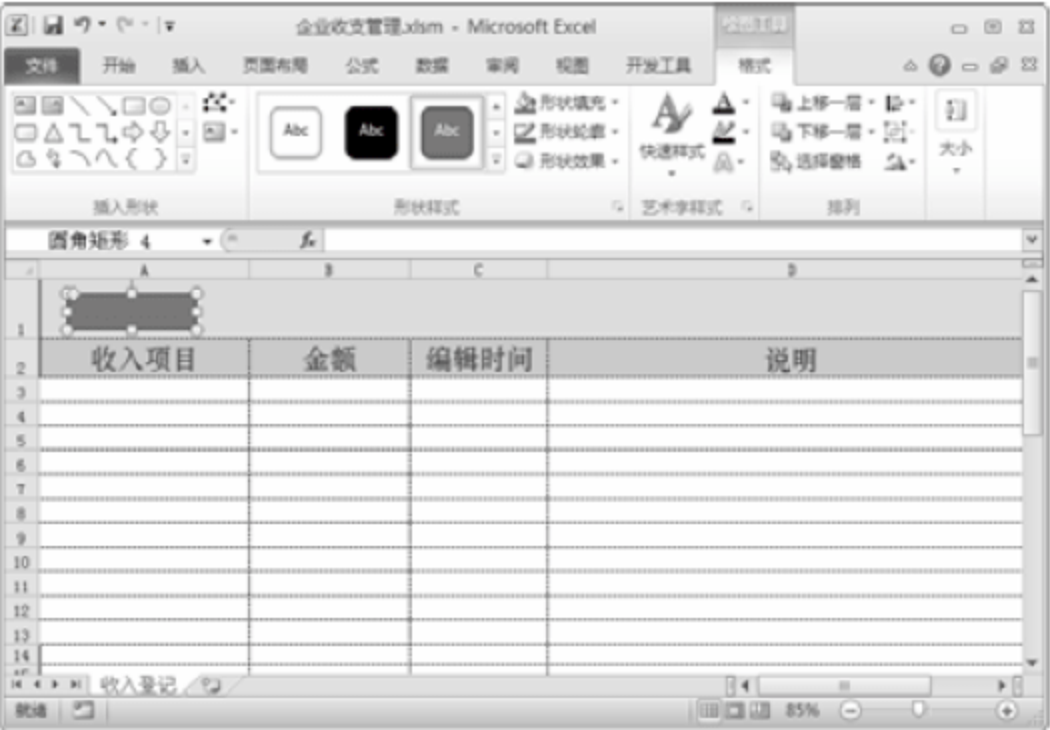 企业收支管理.xlsm - Microsoft Excel
绘图工具
文件 开始 插入 页面布局 公式 数据 审阅 视图 开发工具 格式
Abc Abc Abc
形状填充
形状轮廓
形状效果
快速样式
上移一层
下移一层
选择窗格
大小
插入形状 形状样式 艺术字样式 排列
圆角矩形 4 fx
A B C D
1
2 收入项目 金额 编辑时间 说明
3
4
5
6
7
8
9
10
11
12
13
14
15
收入登记
就绪 85%